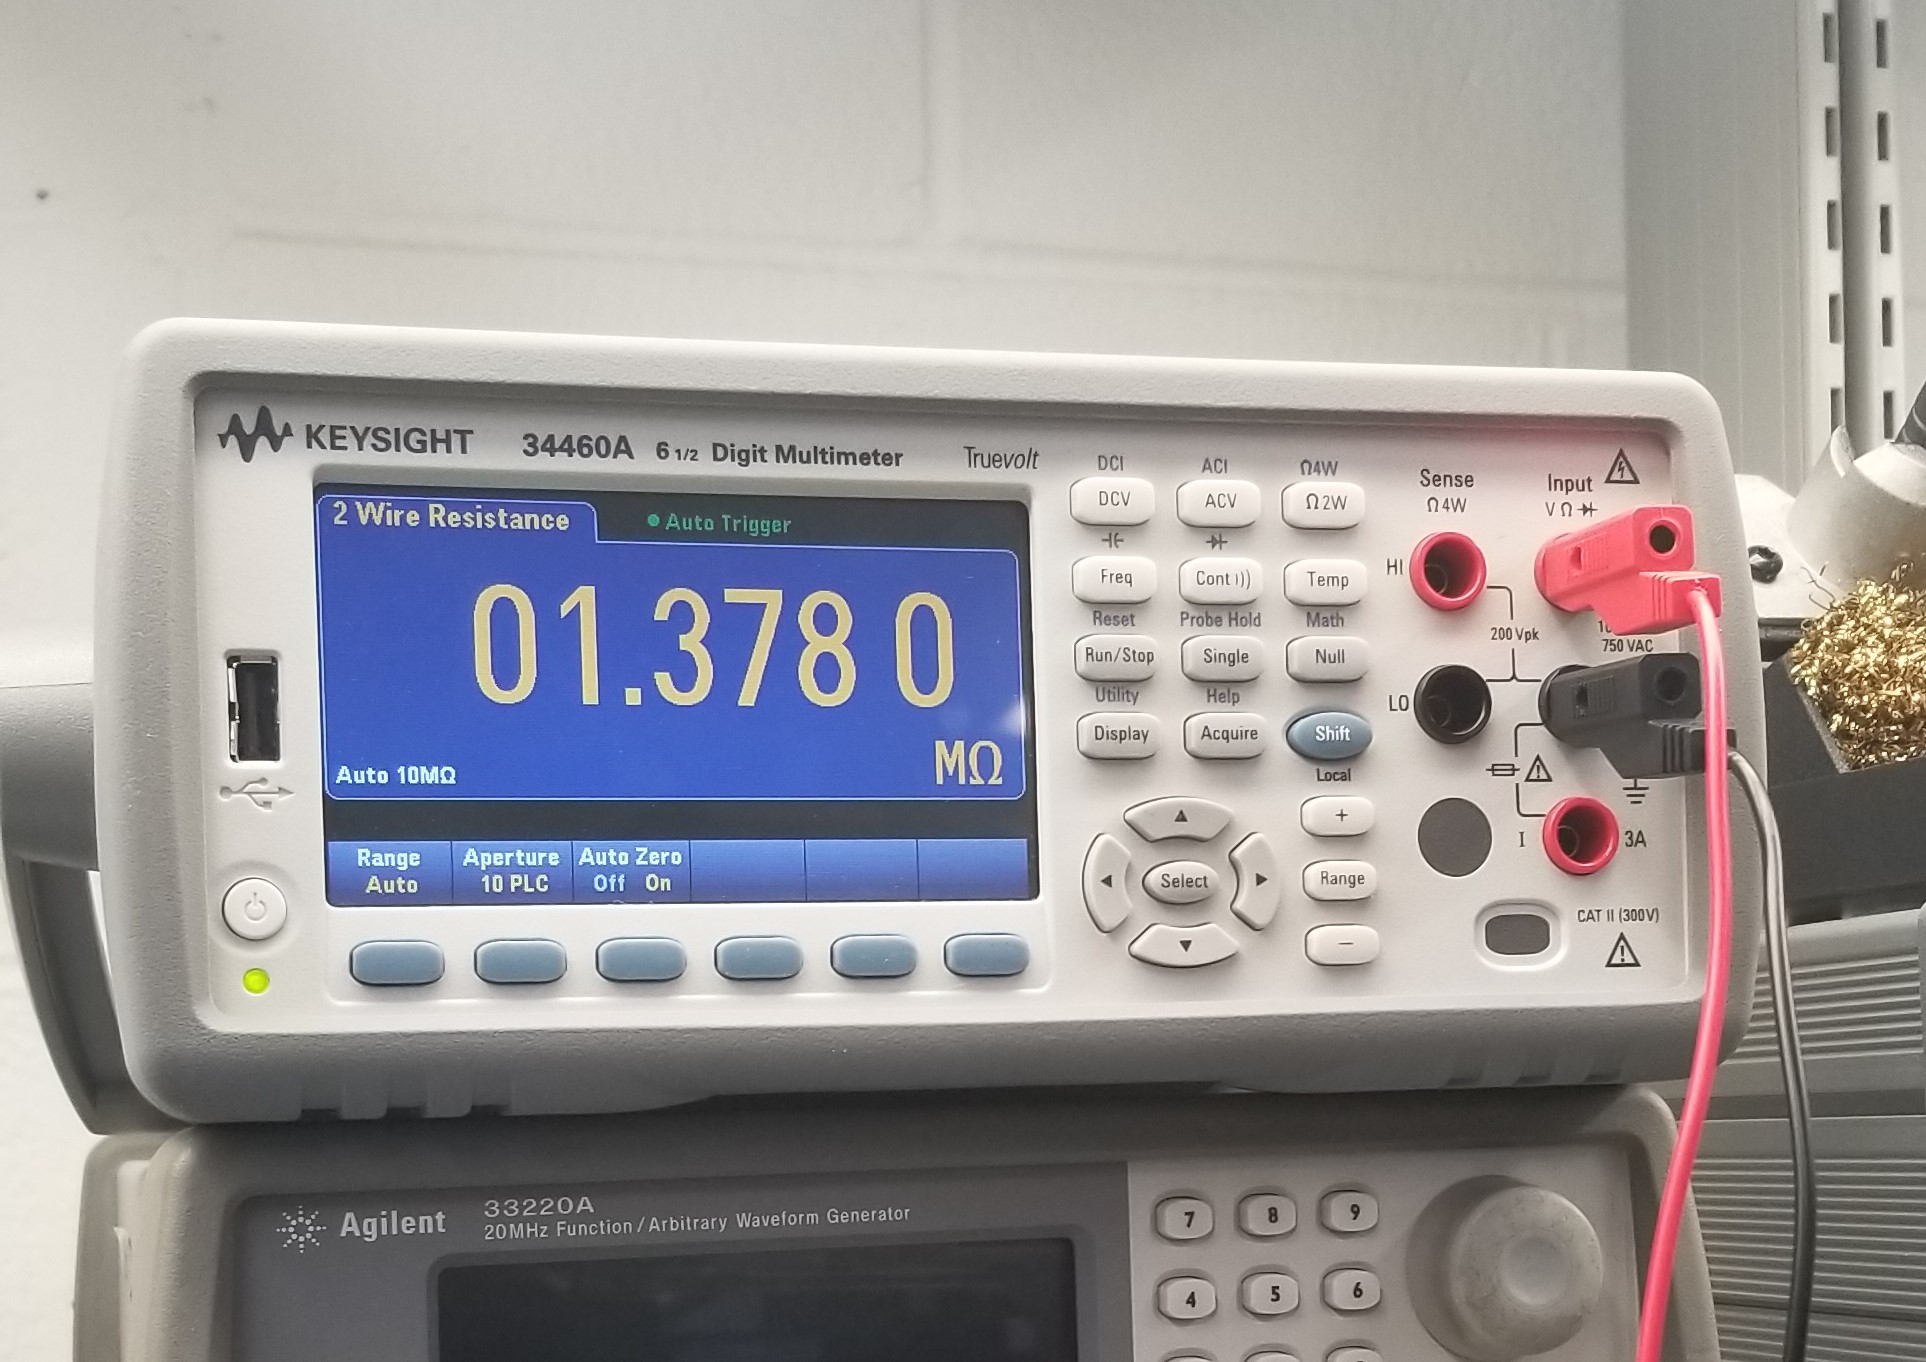 KEYSIGHT 34460A 6 1/2 Digit Multimeter Truevolt
2 Wire Resistance
Auto Trigger
01.378 0
MΩ
Auto 10MΩ
Range
Auto
Aperture
10 PLC
Auto Zero
Off On
DCI ACI Ω4W
DCV ACV Ω2W
Freq Cont Temp
Reset Probe Hold Math
Run/Stop Single Null
Utility Help
Display Acquire Shift
Local
+
Select Range
−
Sense
Ω 4W
Input
V Ω
HI
200 Vpk
750 VAC
LO
I
3A
CAT II (300V)
Agilent
33220A
20MHz Function / Arbitrary Waveform Generator
7 8 9
4 5 6